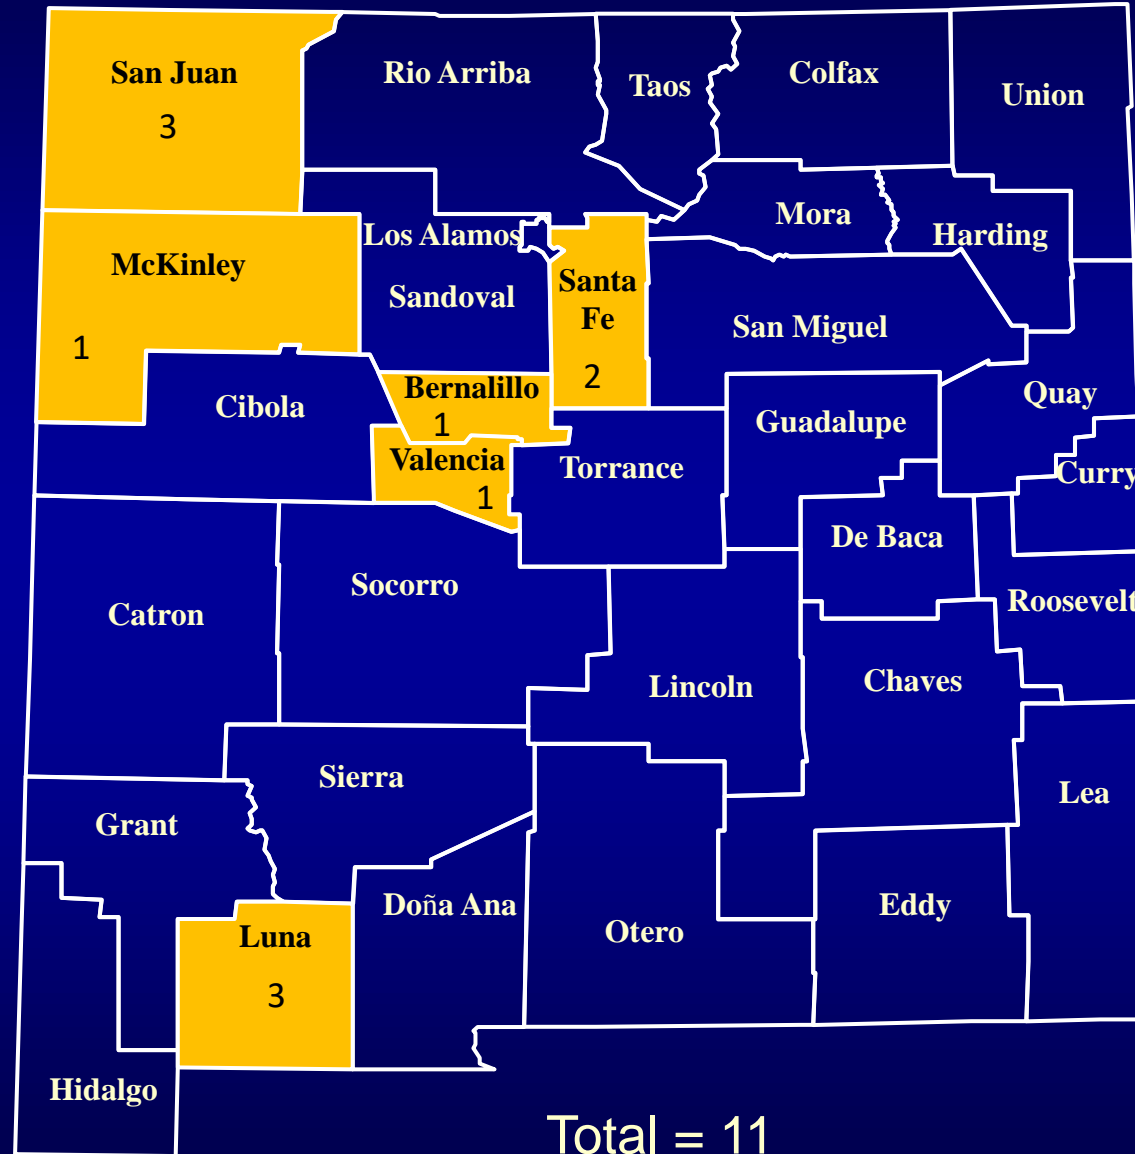 San Juan
3
Rio Arriba
Taos
Colfax
Union
McKinley
1
Los Alamos
Sandoval
Santa
Fe
2
Mora
Harding
San Miguel
Cibola
Bernalillo
1
Valencia
1
Torrance
Guadalupe
Quay
Curry
De Baca
Roosevelt
Catron
Socorro
Lincoln
Chaves
Sierra
Lea
Grant
Luna
3
Doña Ana
Otero
Eddy
Hidalgo
Total = 11